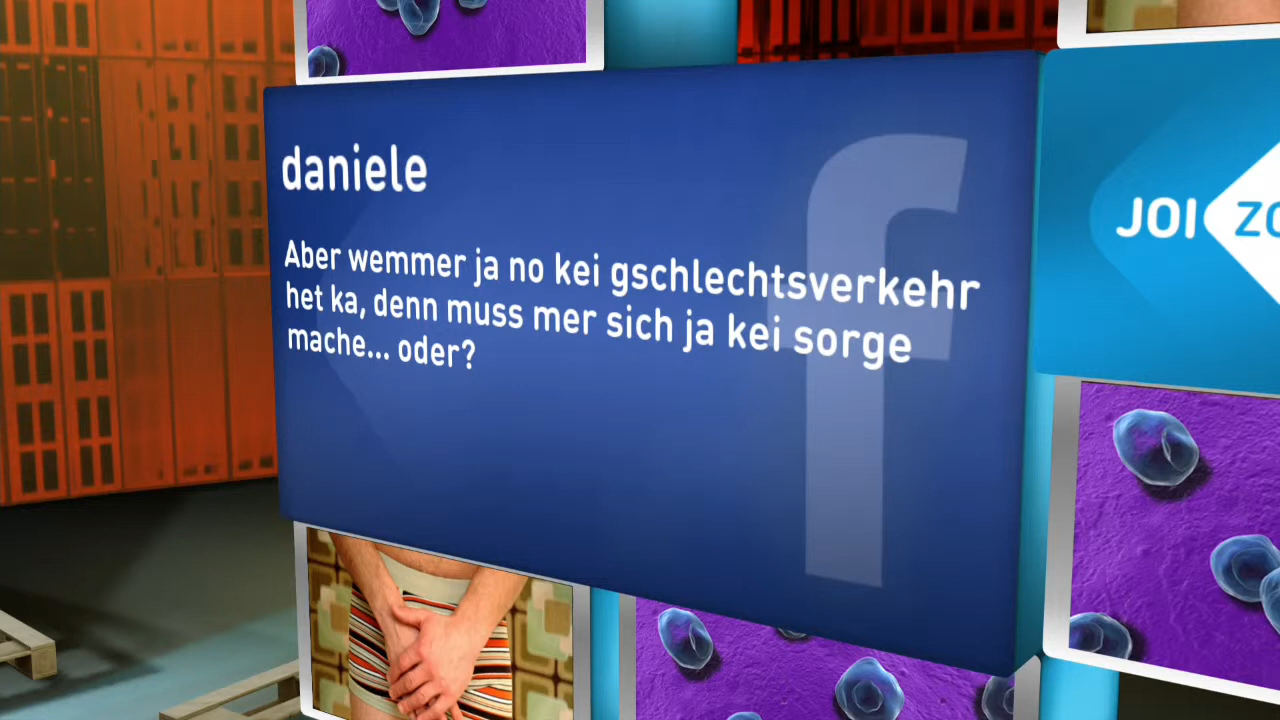 daniele
Aber wemmer ja no kei gschlechtsverkehr
het ka, denn muss mer sich ja kei sorge
mache... oder?
JOI ZO